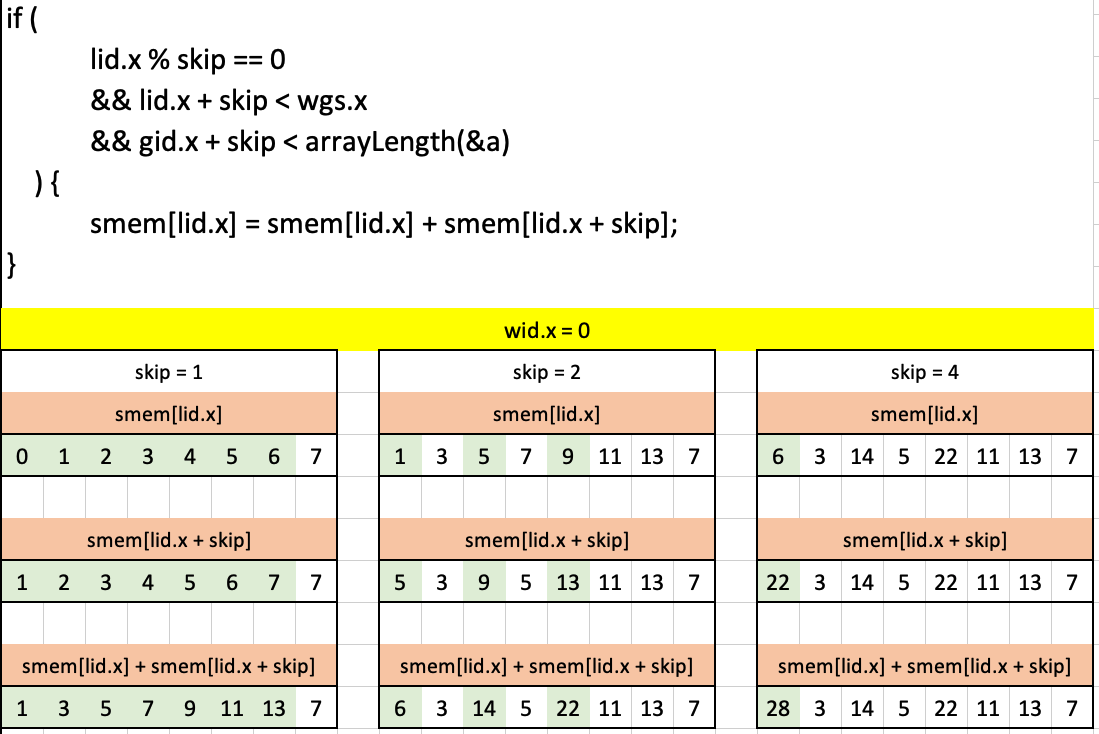 if (
lid.x % skip == 0
&& lid.x + skip < wgs.x
&& gid.x + skip < arrayLength(&a)
) {
smem[lid.x] = smem[lid.x] + smem[lid.x + skip];
}
wid.x = 0
skip = 1 skip = 2 skip = 4
smem[lid.x] smem[lid.x] smem[lid.x]
0 1 2 3 4 5 6 7 1 3 5 7 9 11 13 7 6 3 14 5 22 11 13 7
smem[lid.x + skip] smem[lid.x + skip] smem[lid.x + skip]
1 2 3 4 5 6 7 7 5 3 9 5 13 11 13 7 22 3 14 5 22 11 13 7
smem[lid.x] + smem[lid.x + skip] smem[lid.x] + smem[lid.x + skip] smem[lid.x] + smem[lid.x + skip]
1 3 5 7 9 11 13 7 6 3 14 5 22 11 13 7 28 3 14 5 22 11 13 7